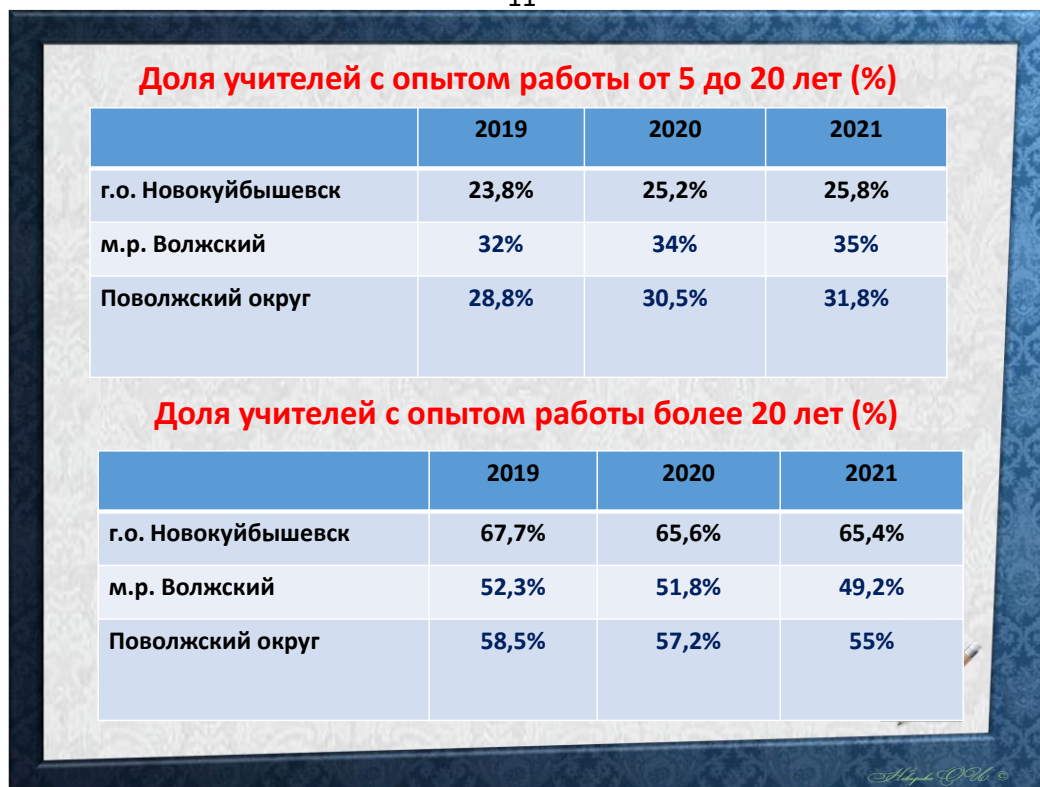 11
Доля учителей с опытом работы от 5 до 20 лет (%)
2019 2020 2021
г.о. Новокуйбышевск 23,8% 25,2% 25,8%
м.р. Волжский 32% 34% 35%
Поволжский округ 28,8% 30,5% 31,8%
Доля учителей с опытом работы более 20 лет (%)
2019 2020 2021
г.о. Новокуйбышевск 67,7% 65,6% 65,4%
м.р. Волжский 52,3% 51,8% 49,2%
Поволжский округ 58,5% 57,2% 55%